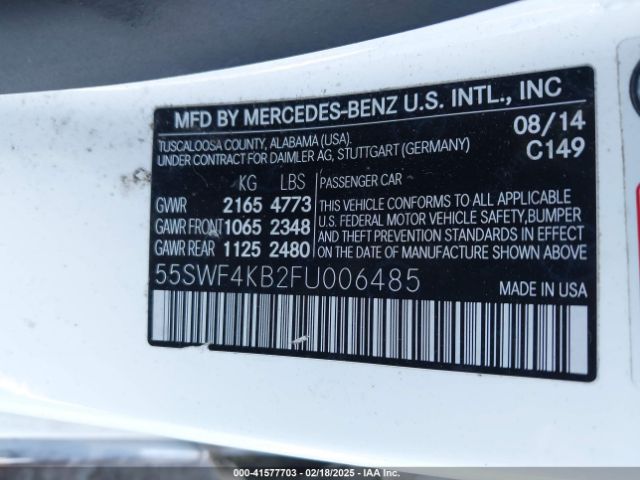 MFD BY MERCEDES-BENZ U.S. INTL., INC
TUSCALOOSA COUNTY, ALABAMA (USA),
UNDER CONTRACT FOR DAIMLER AG, STUTTGART (GERMANY)
08/14
C149
KG LBS
GVWR 2165 4773
GAWR FRONT 1065 2348
GAWR REAR 1125 2480
PASSENGER CAR
THIS VEHICLE CONFORMS TO ALL APPLICABLE
U.S. FEDERAL MOTOR VEHICLE SAFETY,BUMPER
AND THEFT PREVENTION STANDARDS IN EFFECT
ON THE DATE OF MANUFACTURE SHOWN ABOVE.
55SWF4KB2FU006485
MADE IN USA
000-41577703 - 02/18/2025 - IAA Inc.